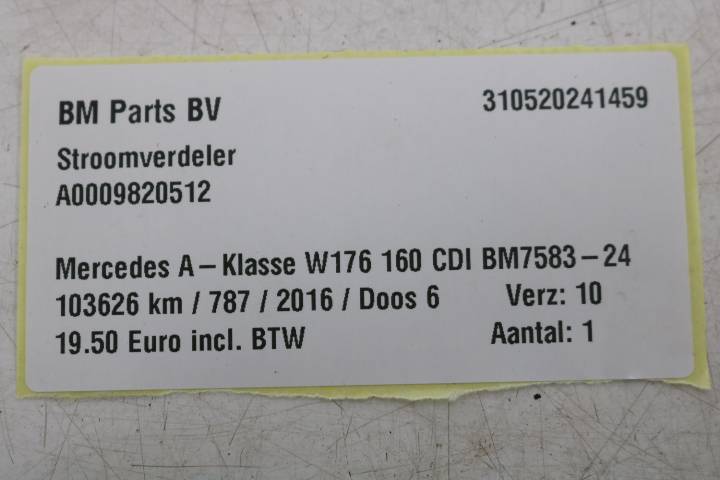 BM Parts BV 310520241459
Stroomverdeler
A0009820512
Mercedes A-Klasse W176 160 CDI BM7583-24
103626 km / 787 / 2016 / Doos 6 Verz: 10
19.50 Euro incl. BTW Aantal: 1